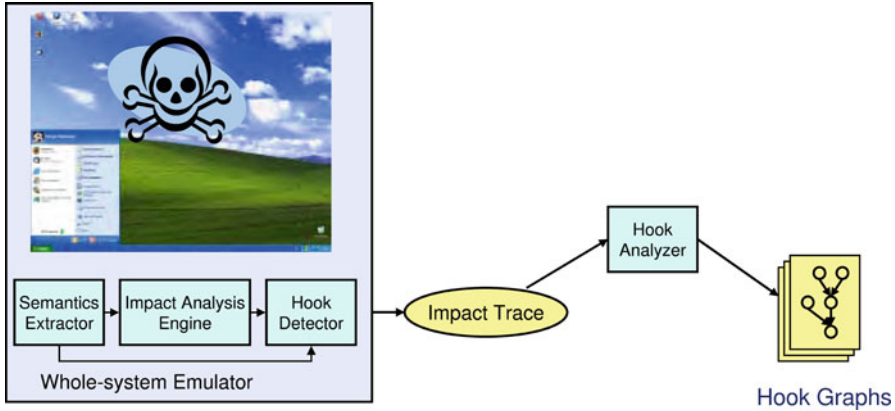 Semantics
Extractor
Impact Analysis
Engine
Hook
Detector
Whole-system Emulator
Impact Trace
Hook
Analyzer
Hook Graphs